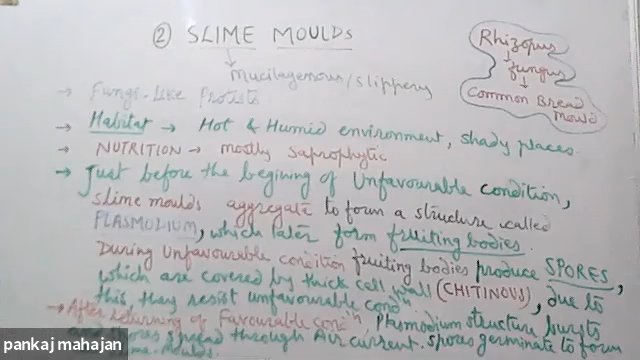 ② SLIME MOULDS
Mucilagenous/slippery
Rhizopus
fungus
Common Bread
Mould
→ Fungs-like Protists
→ Habitat → Hot & Humid environment, shady places.
→ NUTRITION → mostly Saprophytic
→ Just before the begining of Unfavourable condition,
slime moulds aggregate to form a structure called
PLASMODIUM, which later form fruiting bodies.
During Unfavourable condition fruiting bodies produce SPORES,
which are covered by thick cell wall (CHITINOUS), due to
this, they resist unfavourable condⁿ.
→ After returning of Favourable condⁿ, Plasmodium structure bursts
spores spread through Air current. Spores germinate to form
moulds.
pankaj mahajan